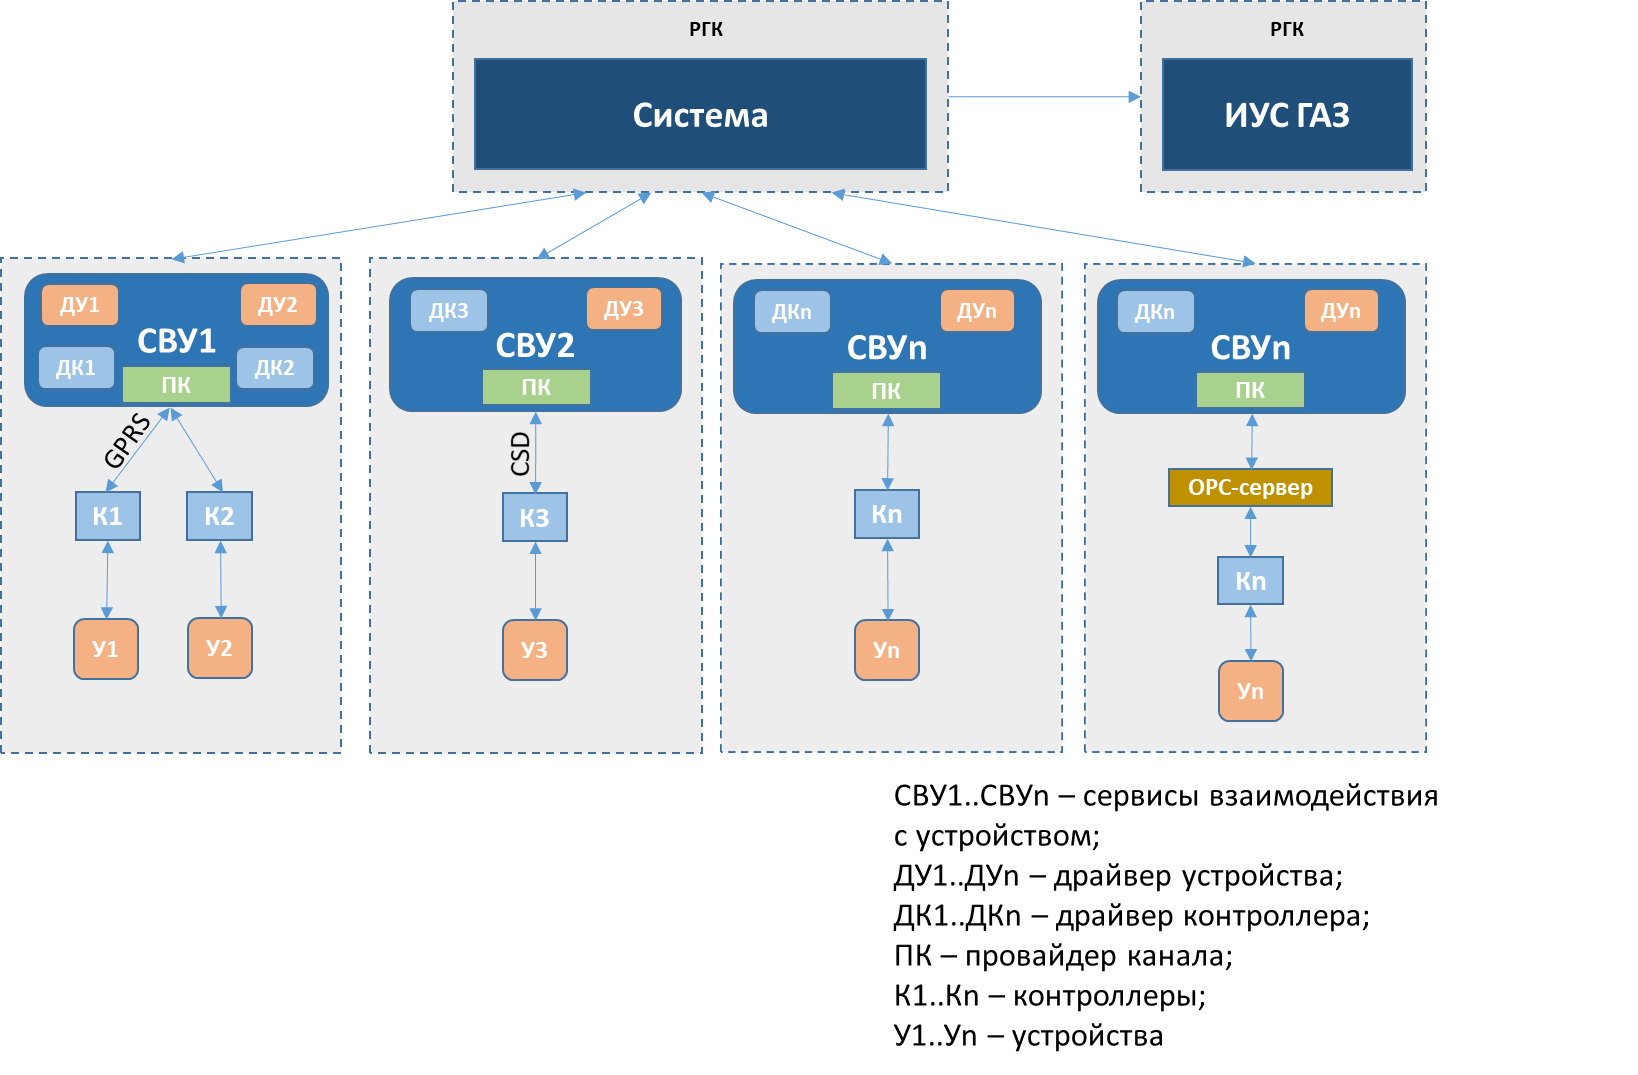 РГК
Система
РГК
ИУС ГАЗ
ДУ1
ДУ2
СВУ1
ДК1
ДК2
ПК
GPRS
К1
К2
У1
У2
ДК3
ДУ3
СВУ2
ПК
CSD
К3
У3
ДКn
ДУn
СВУn
ПК
Кn
Уn
ДКn
ДУn
СВУn
ПК
OPC-сервер
Кn
Уn
СВУ1..СВУn – сервисы взаимодействия
с устройством;
ДУ1..ДУn – драйвер устройства;
ДК1..ДКn – драйвер контроллера;
ПК – провайдер канала;
К1..Кn – контроллеры;
У1..Уn – устройства